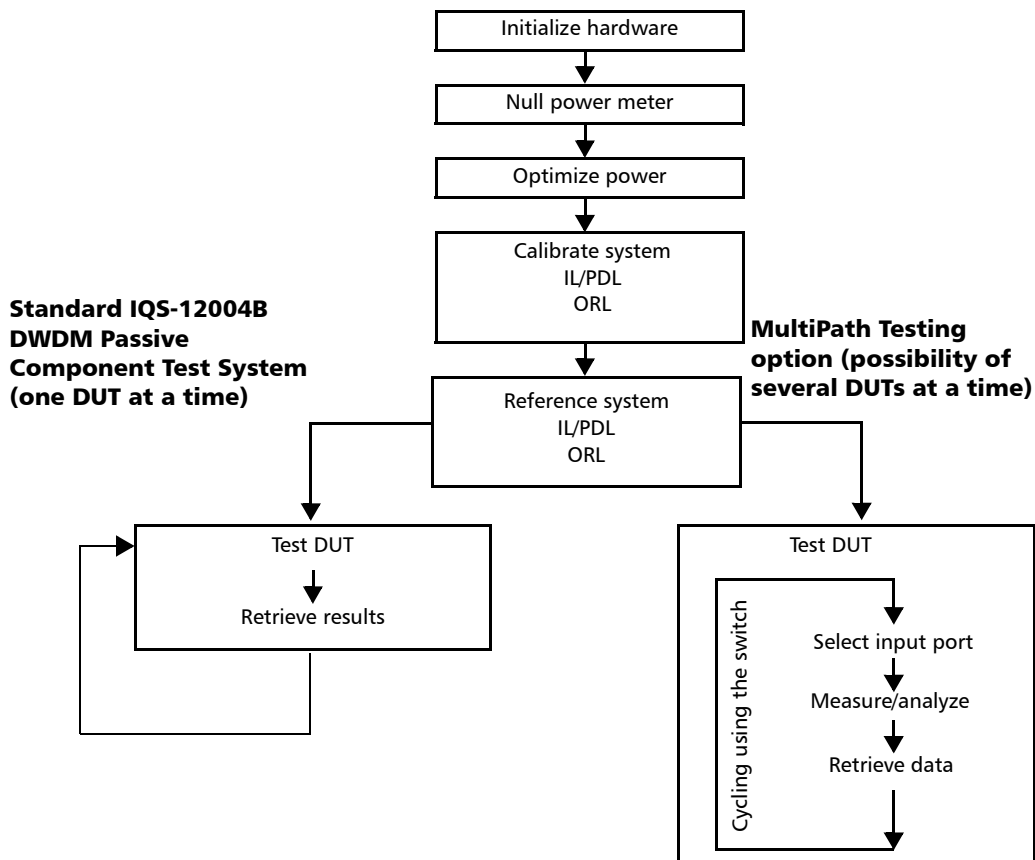 Initialize hardware
Null power meter
Optimize power
Calibrate system
IL/PDL
ORL
Standard IQS-12004B
DWDM Passive
Component Test System
(one DUT at a time)
MultiPath Testing
option (possibility of
several DUTs at a time)
Reference system
IL/PDL
ORL
Test DUT
Retrieve results
Test DUT
Cycling using the switch
Select input port
Measure/analyze
Retrieve data